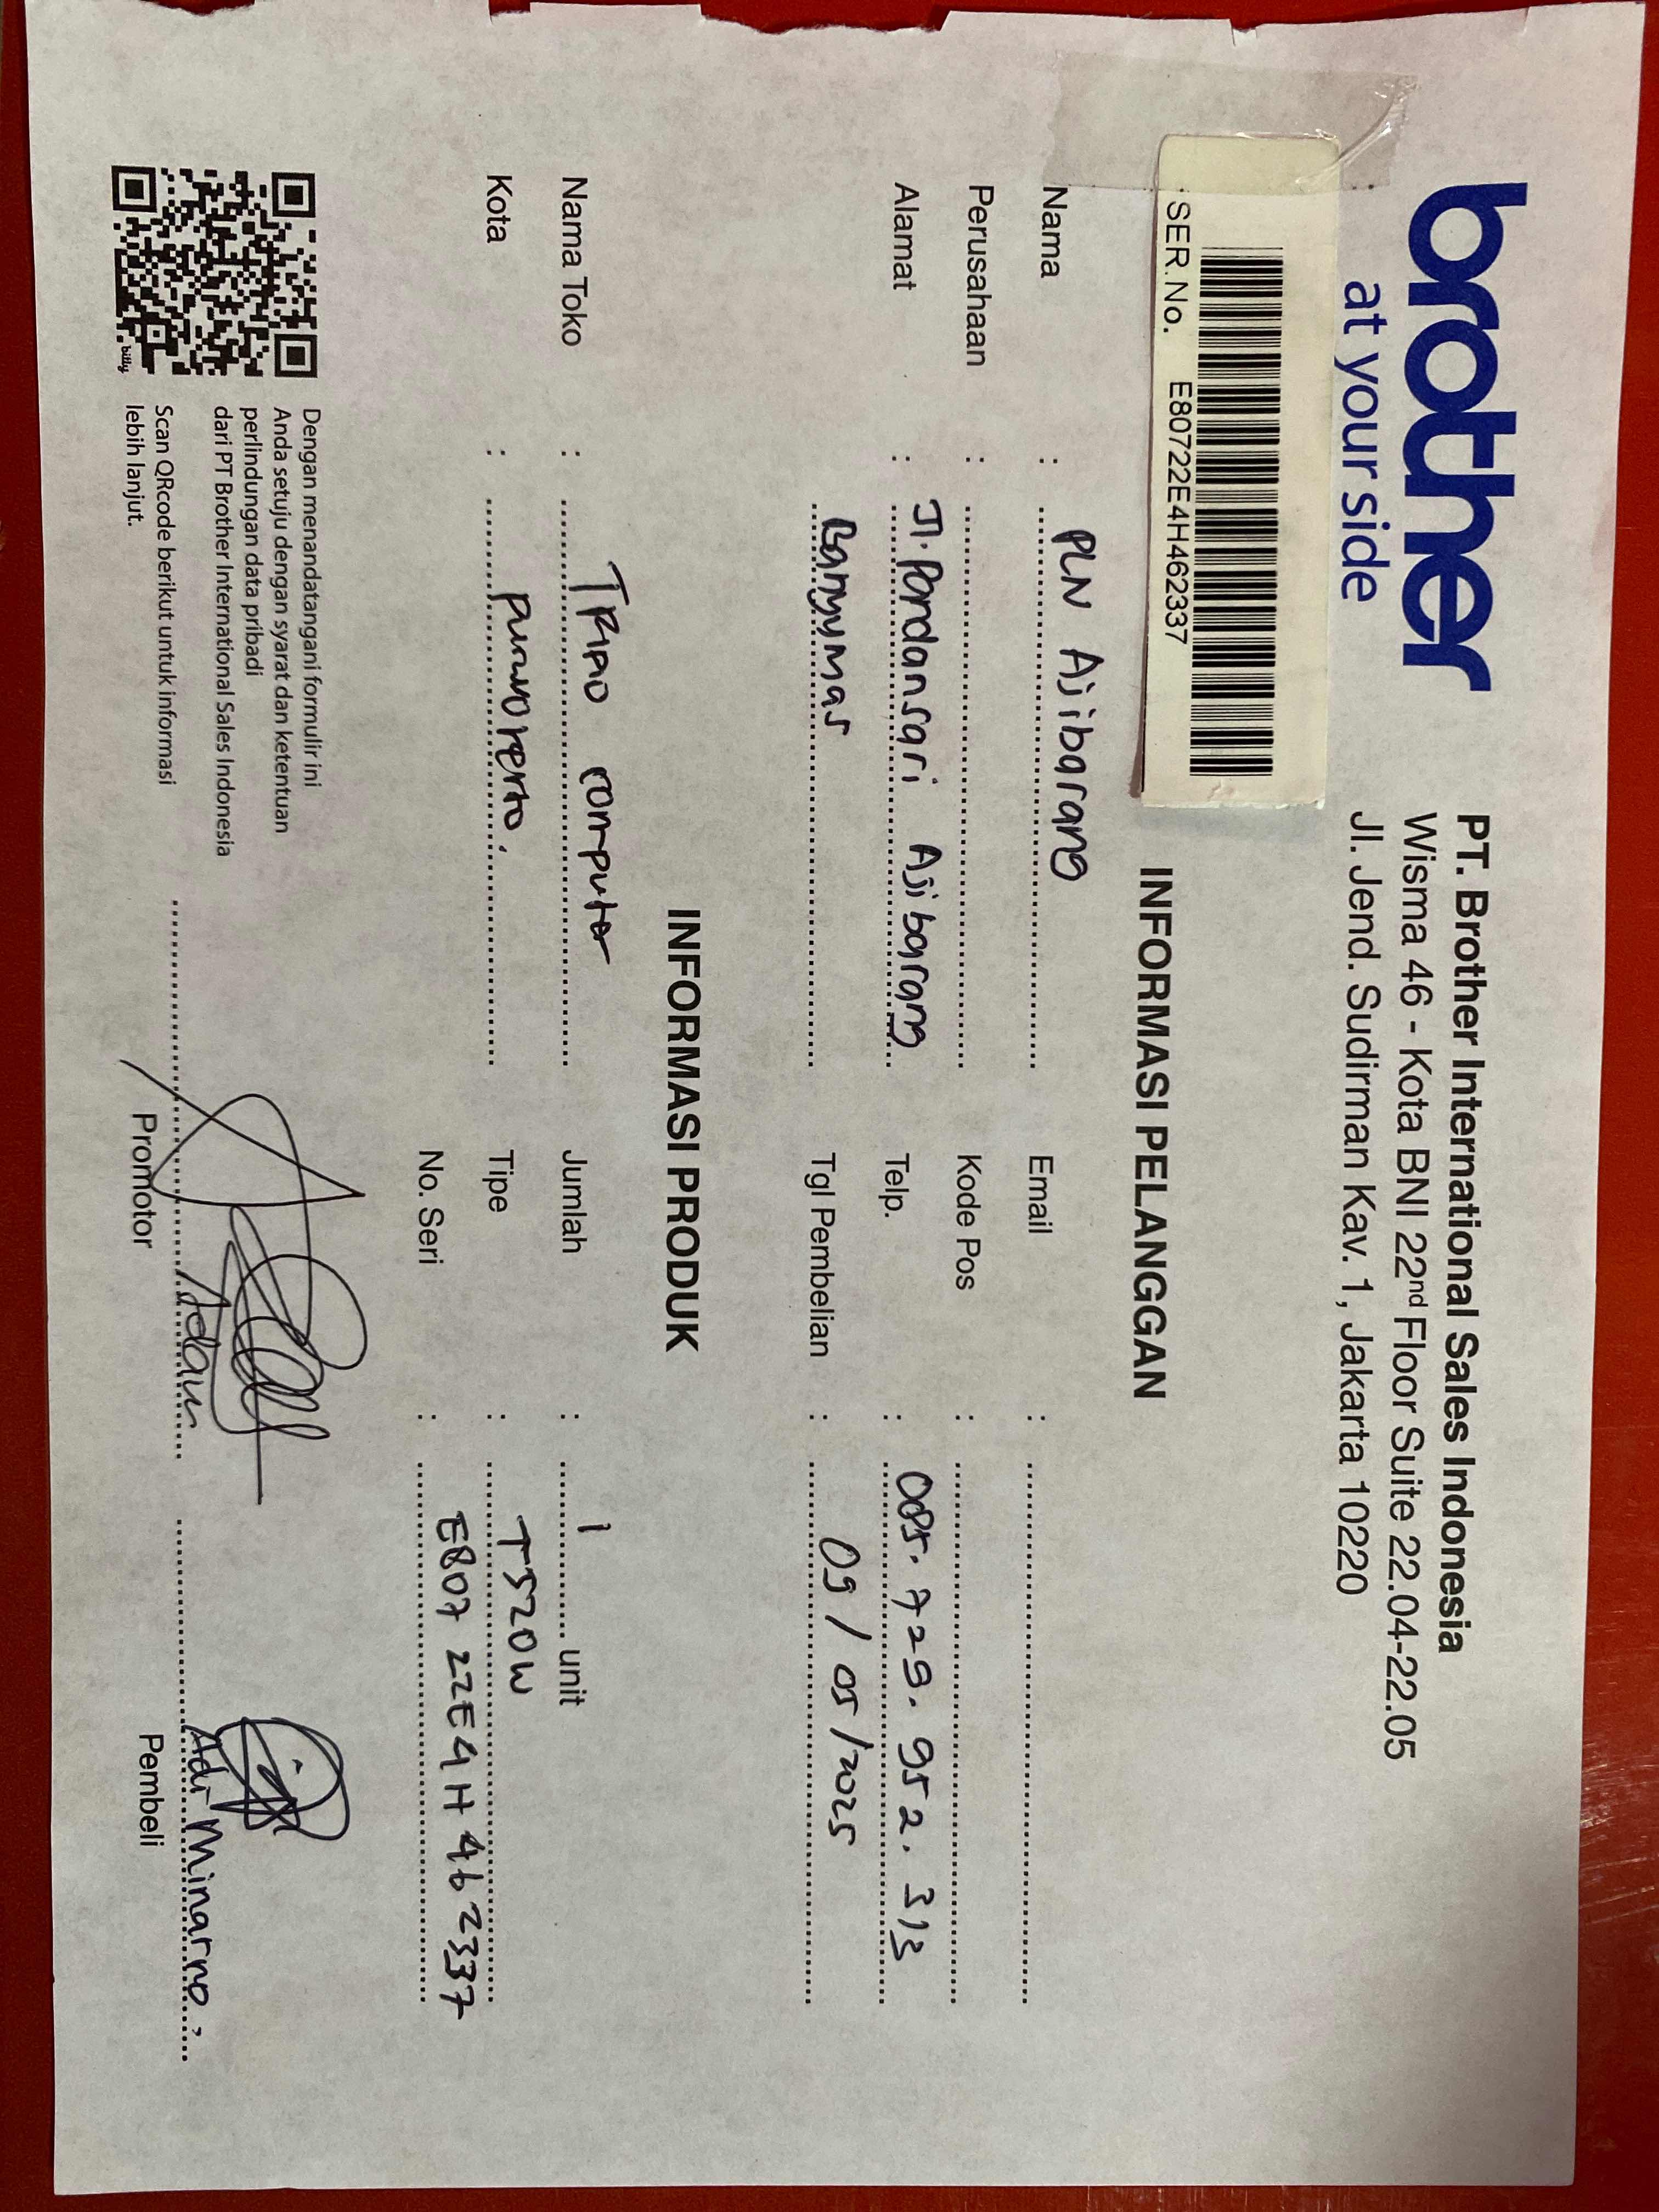 brother
at your side
PT. Brother International Sales Indonesia
Wisma 46 - Kota BNI 22nd Floor Suite 22.04-22.05
Jl. Jend. Sudirman Kav. 1, Jakarta 10220
SER. No. E80722E4H462337
INFORMASI PELANGGAN
Nama : PLN Ajibarang
Email :
Perusahaan :
Kode Pos :
Alamat : Jl. Pandansari Ajibarang
Telp. : 085.729.952.313
Banyumas
Tgl Pembelian : 09/05/2025
INFORMASI PRODUK
Nama Toko : TRIO computer
Jumlah : 1 unit
Kota : purwokerto.
Tipe : T520W
No. Seri : E80722E4H462337
Dengan menandatangani formulir ini
Anda setuju dengan syarat dan ketentuan
perlindungan data pribadi
dari PT Brother International Sales Indonesia
Scan QRcode berikut untuk informasi
lebih lanjut.
bitly
Adi Minarno
Promotor
Pembeli